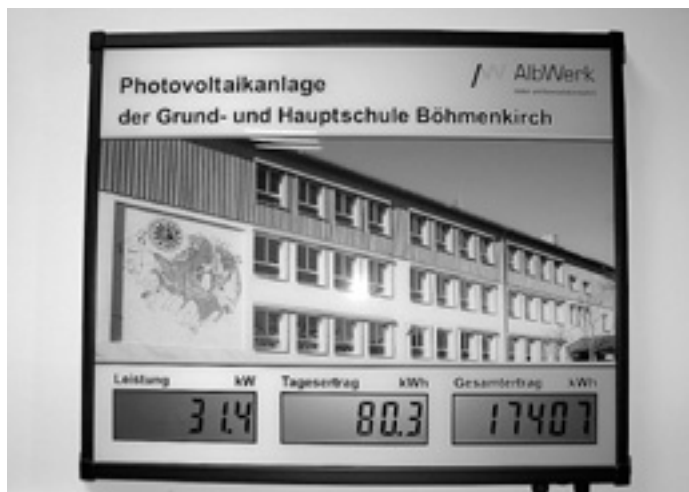 AlbWerk
Photovoltaikanlage
der Grund- und Hauptschule Böhmenkirch
Leistung kW Tagesertrag kWh Gesamtertrag kWh
31.4 80.3 17407